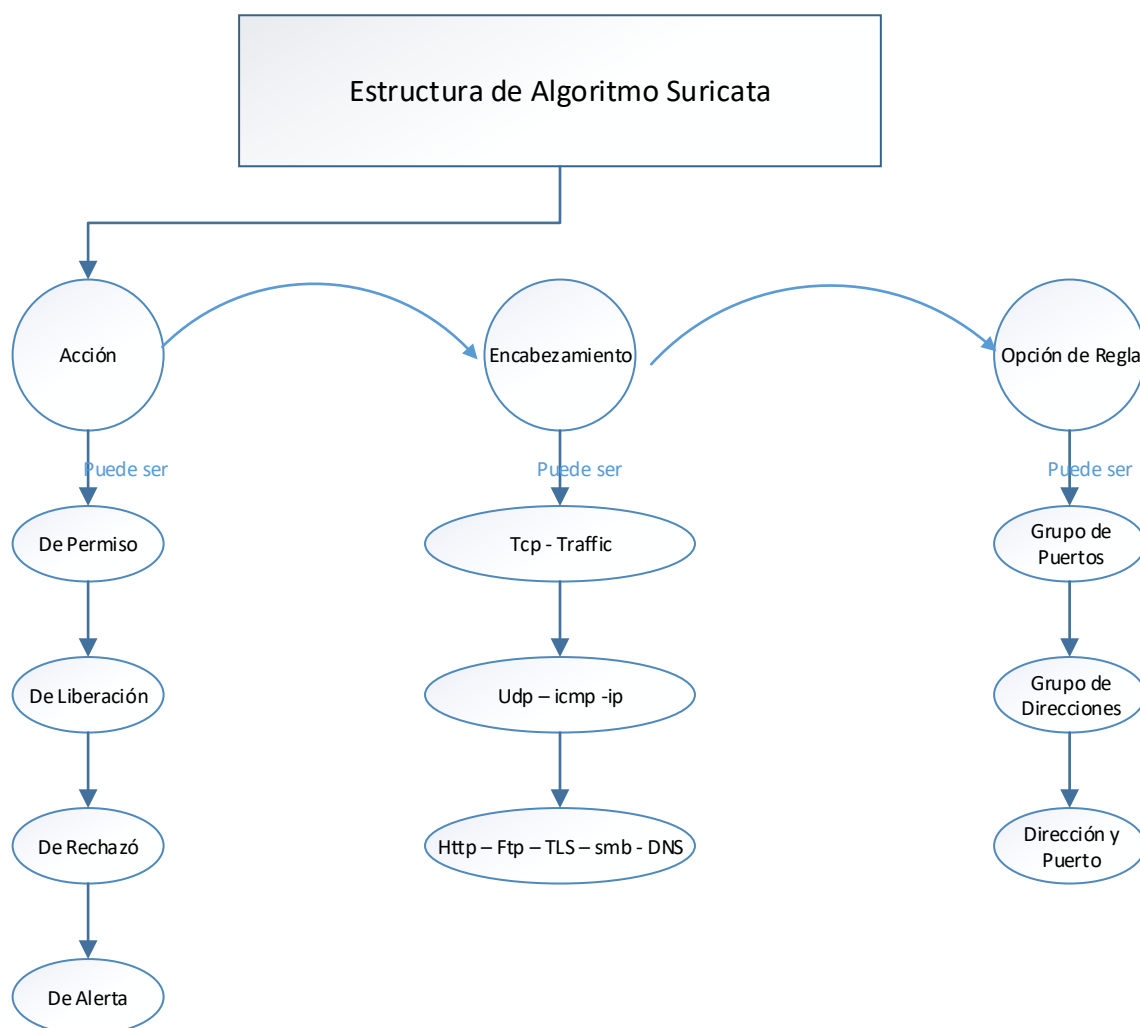 Estructura de Algoritmo Suricata
Acción
Encabezamiento
Opción de Regla
Puede ser
Puede ser
Puede ser
De Permiso
Tcp - Traffic
Grupo de
Puertos
De Liberación
Udp – icmp -ip
Grupo de
Direcciones
De Rechazó
Http – Ftp – TLS – smb - DNS
Dirección y
Puerto
De Alerta